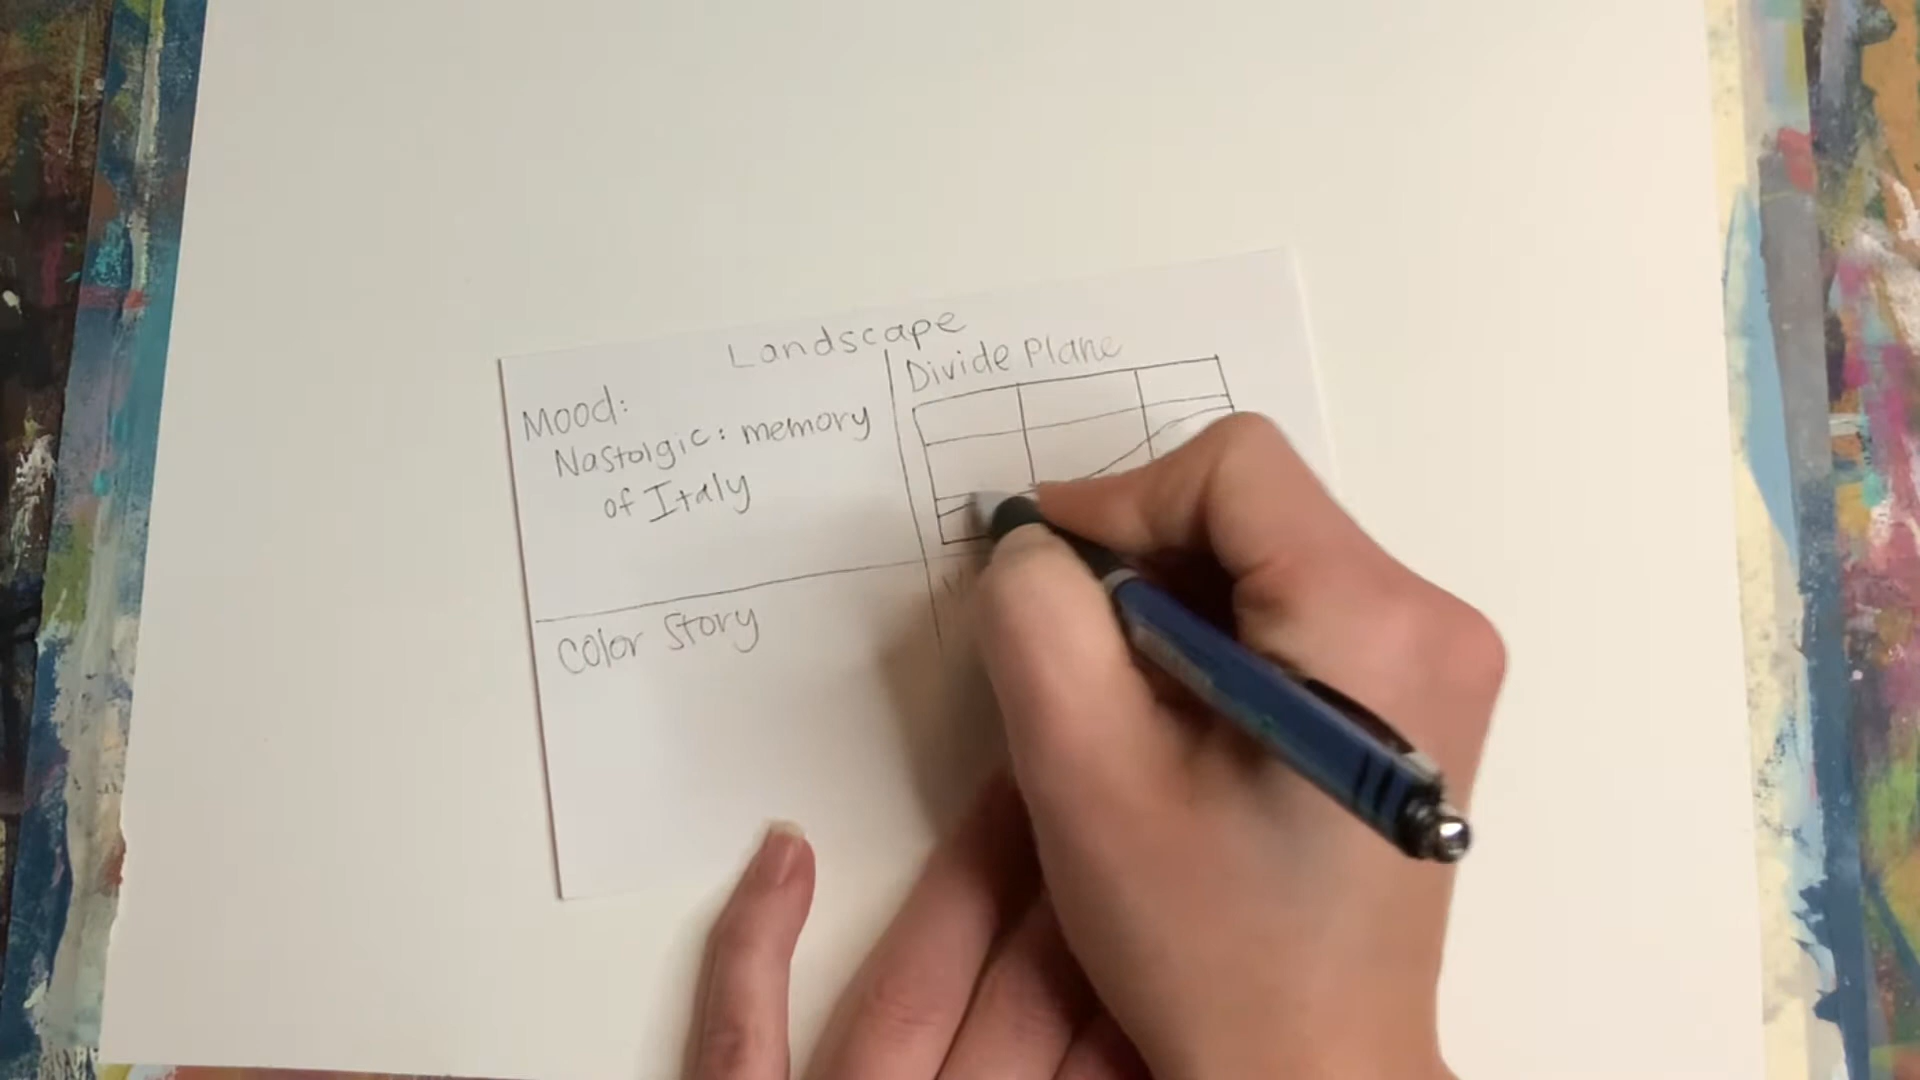 Landscape
Divide Plane
Mood:
Nastolgic: memory
of Italy
Color Story